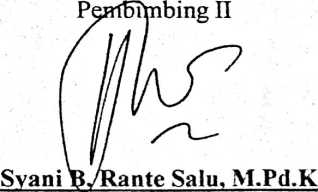 Pembimbing II
Syani B. Rante Salu, M.Pd.K